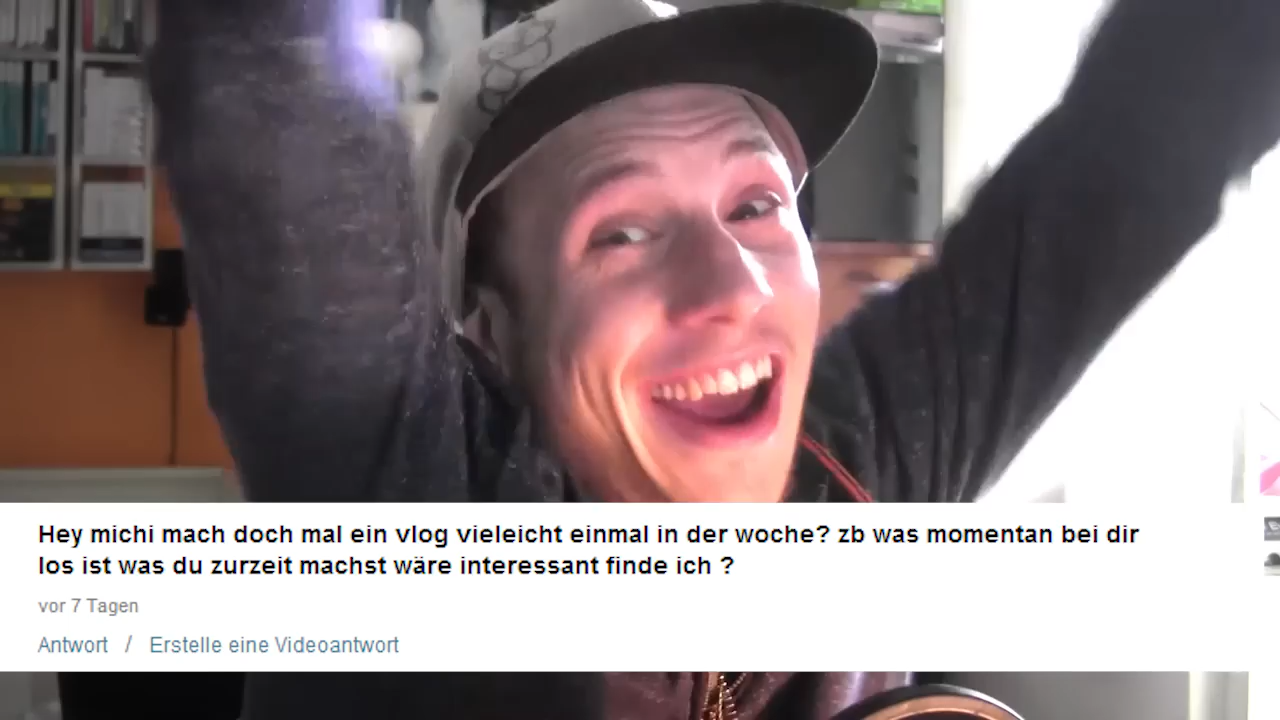 Hey michi mach doch mal ein vlog vieleicht einmal in der woche? zb was momentan bei dir
los ist was du zurzeit machst wäre interessant finde ich ?
vor 7 Tagen
Antwort / Erstelle eine Videoantwort